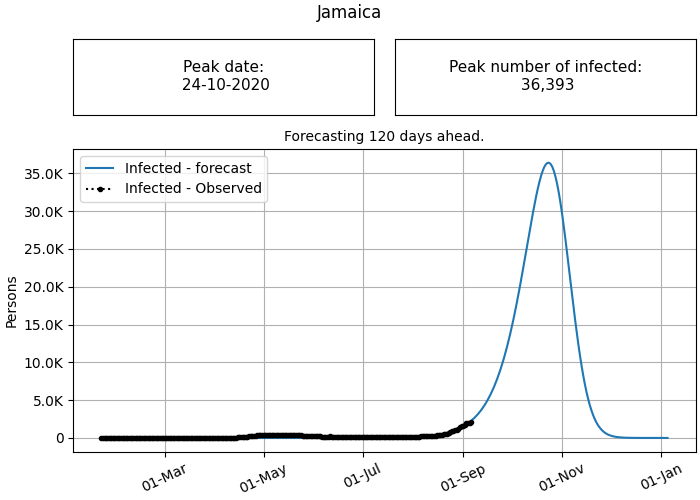 Jamaica
Peak date:
24-10-2020
Peak number of infected:
36,393
Forecasting 120 days ahead.
Infected - forecast
Infected - Observed
Persons
35.0K
30.0K
25.0K
20.0K
15.0K
10.0K
5.0K
0
01-Mar
01-May
01-Jul
01-Sep
01-Nov
01-Jan